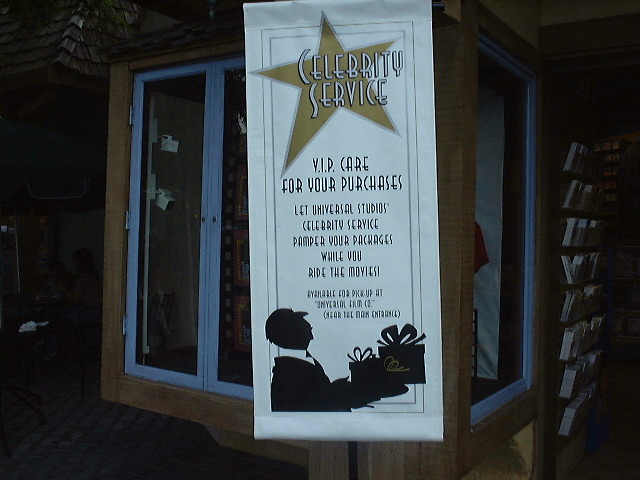 CELEBRITY
SERVICE
V.I.P. CARE
FOR YOUR PURCHASES
LET UNIVERSAL STUDIOS'
CELEBRITY SERVICE
PAMPER YOUR PACKAGES
WHILE YOU
RIDE THE MOVIES!
AVAILABLE FOR PICK-UP AT
"UNIVERSAL FILM CO."
(NEAR THE MAIN ENTRANCE)